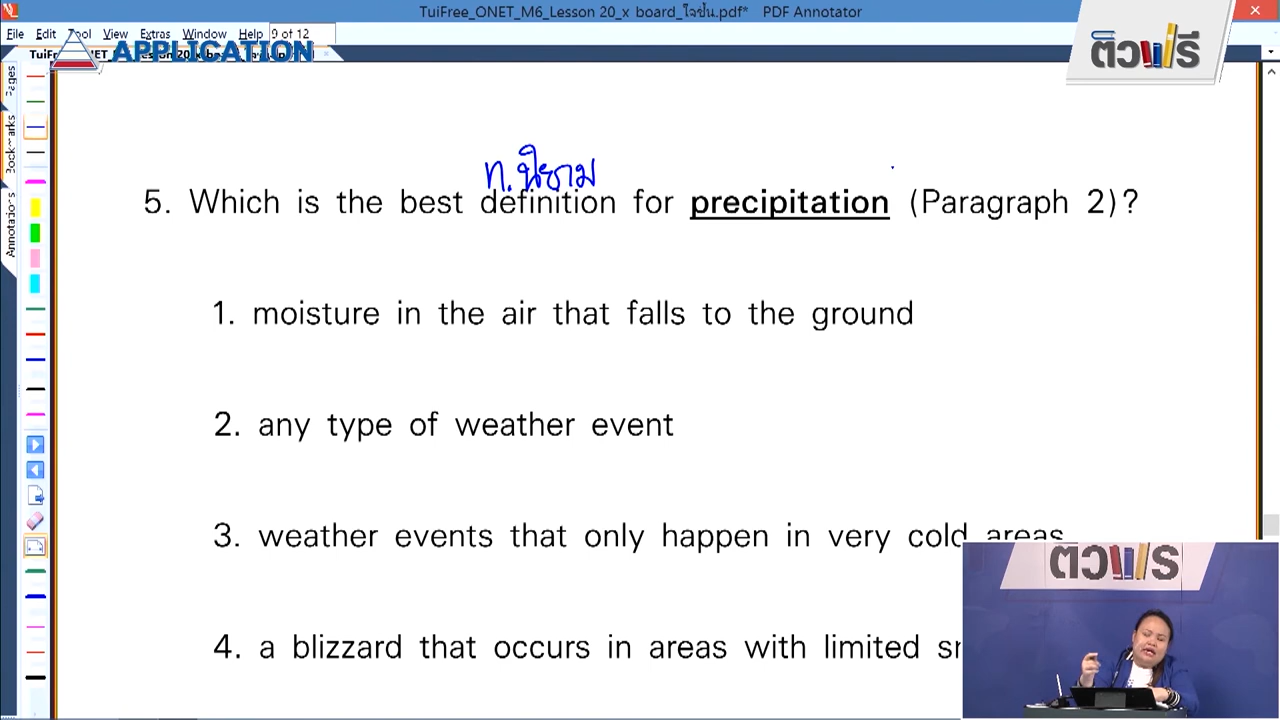 TuiFree_ONET_M6_Lesson 20_x board_ใจซัน.pdf* PDF Annotator
File Edit Tool View Extras Window Help 9 of 12
APPLICATION
ติวฟรี
Pages
Bookmarks
Annotations
ท.นิยาม
5. Which is the best definition for precipitation (Paragraph 2)?
1. moisture in the air that falls to the ground
2. any type of weather event
3. weather events that only happen in very cold areas
4. a blizzard that occurs in areas with limited
ติวฟรี